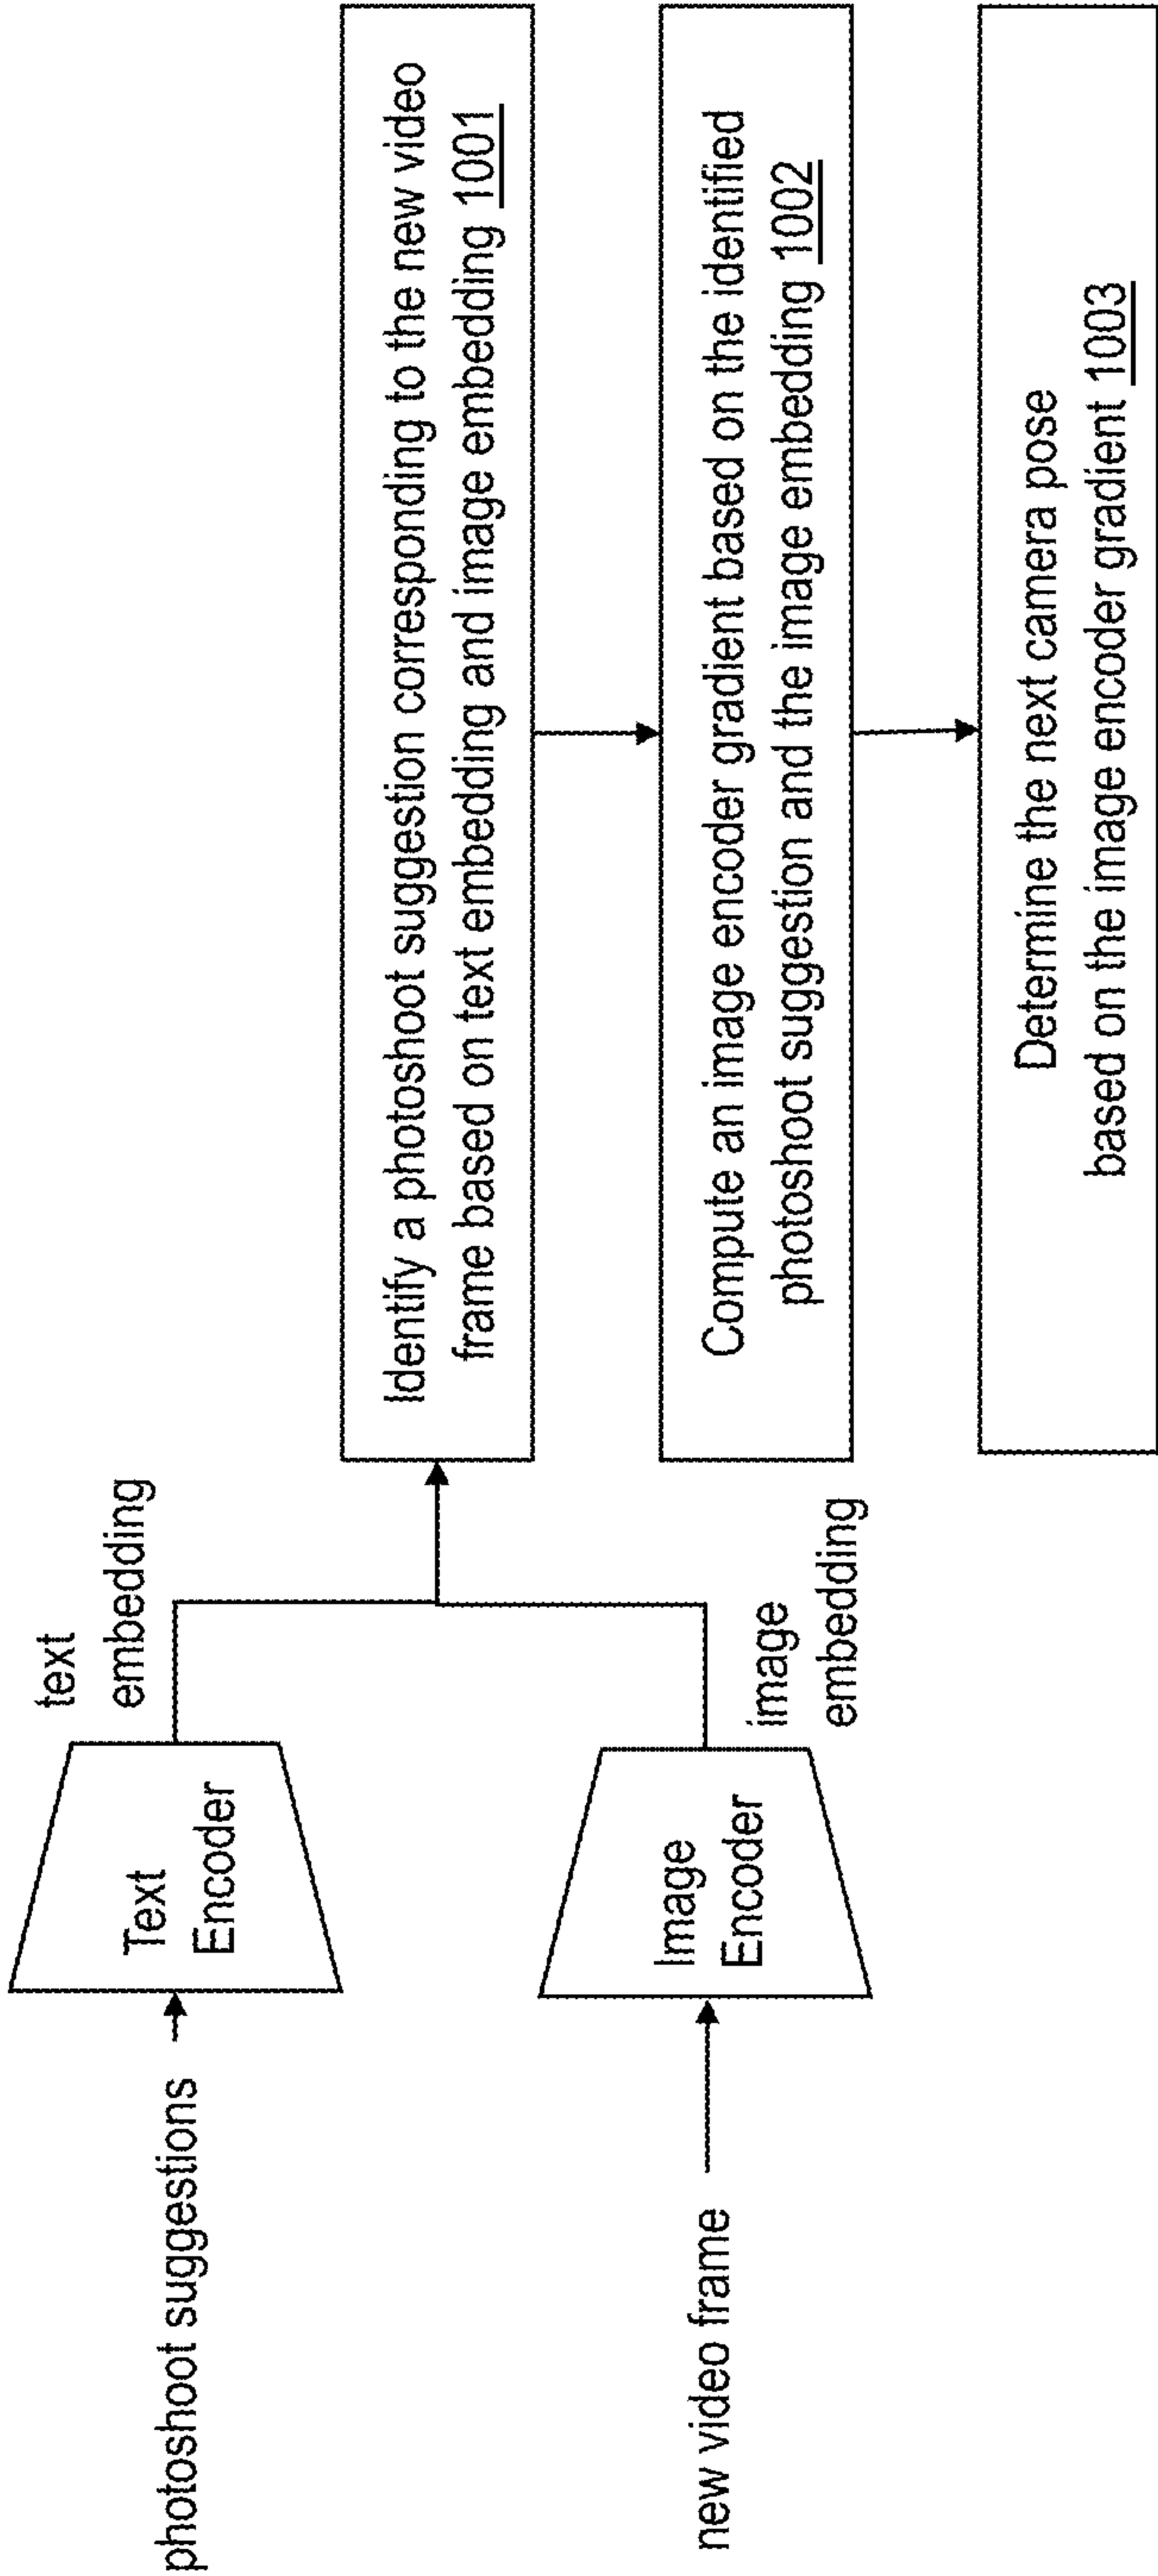 photoshoot suggestions
Text
Encoder
text
embedding
new video frame
Image
Encoder
image
embedding
Identify a photoshoot suggestion corresponding to the new video
frame based on text embedding and image embedding 1001
Compute an image encoder gradient based on the identified
photoshoot suggestion and the image embedding 1002
Determine the next camera pose
based on the image encoder gradient 1003